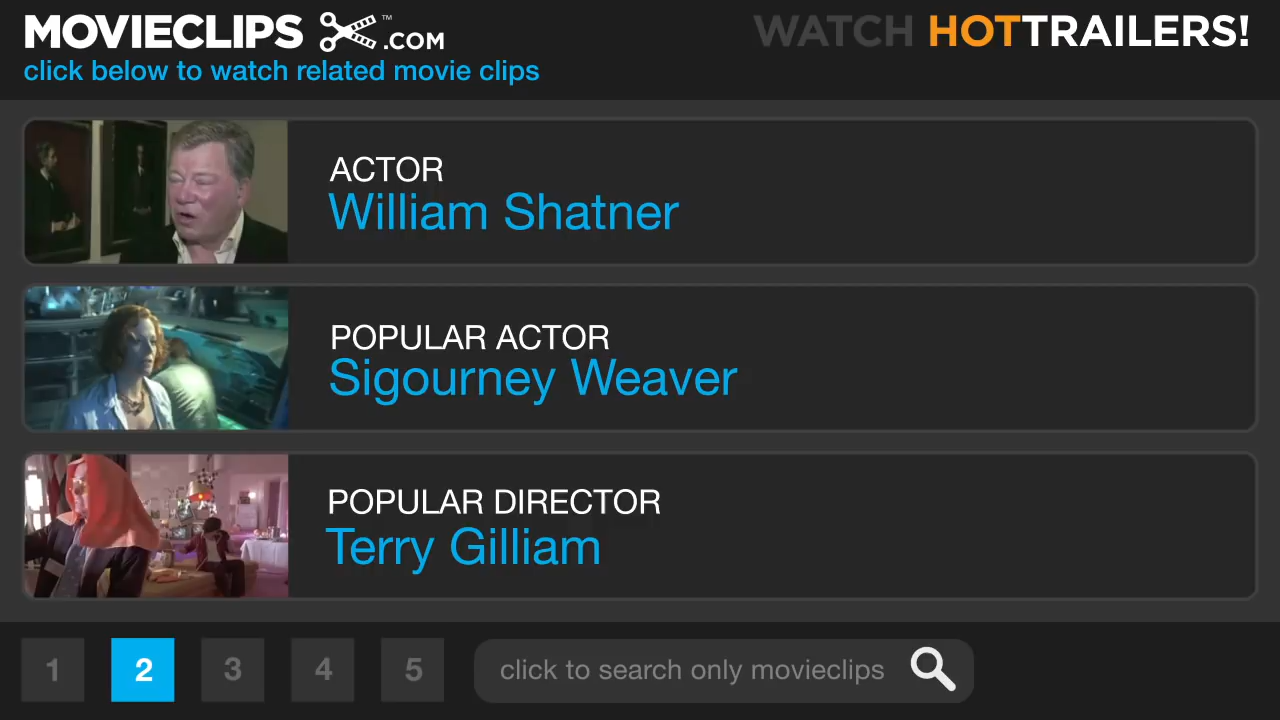 MOVIECLIPS ™ .COM
WATCH HOTTRAILERS!
click below to watch related movie clips
ACTOR
William Shatner
POPULAR ACTOR
Sigourney Weaver
POPULAR DIRECTOR
Terry Gilliam
1 2 3 4 5 click to search only movieclips